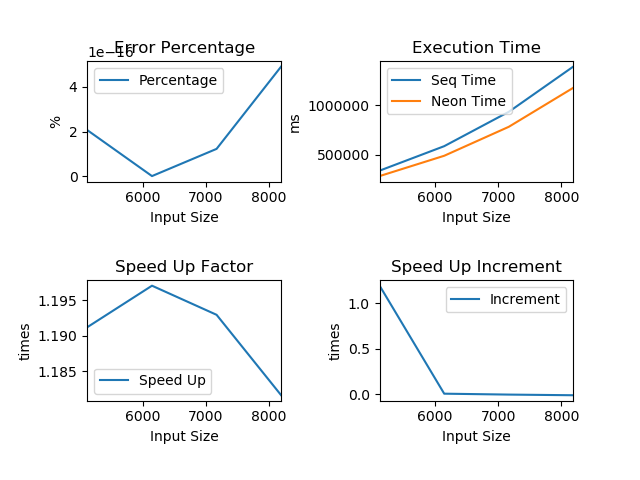 Error Percentage
1e−16
Percentage
4
2
0
%
6000 7000 8000
Input Size
Execution Time
Seq Time
Neon Time
1000000
500000
ms
6000 7000 8000
Input Size
Speed Up Factor
1.195
1.190
1.185
times
Speed Up
6000 7000 8000
Input Size
Speed Up Increment
Increment
1.0
0.5
0.0
times
6000 7000 8000
Input Size